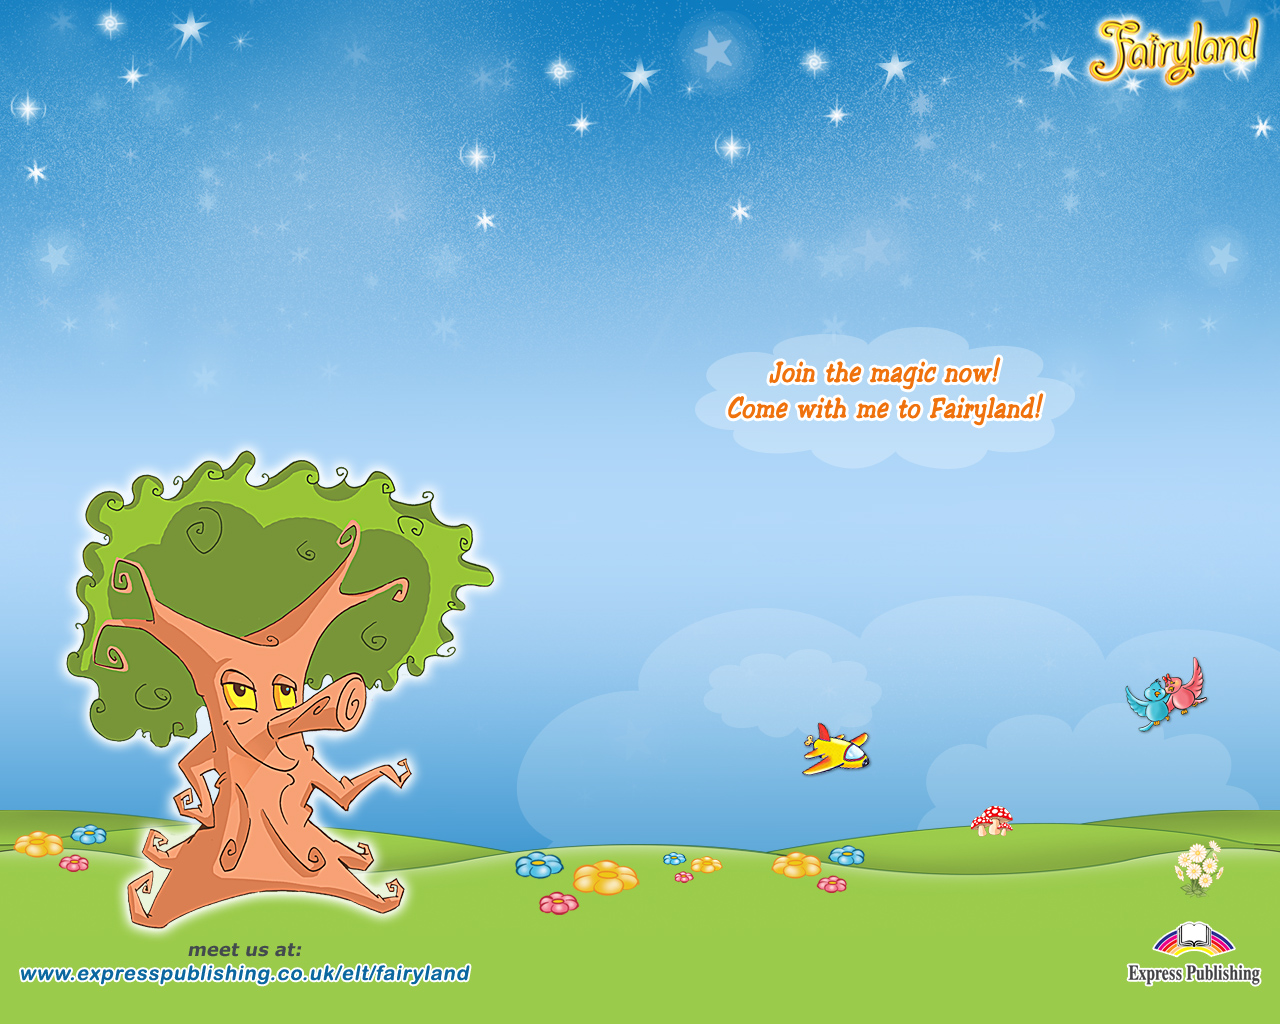 Fairyland
Join the magic now!
Come with me to Fairyland!
meet us at:
www.expresspublishing.co.uk/elt/fairyland
Express Publishing